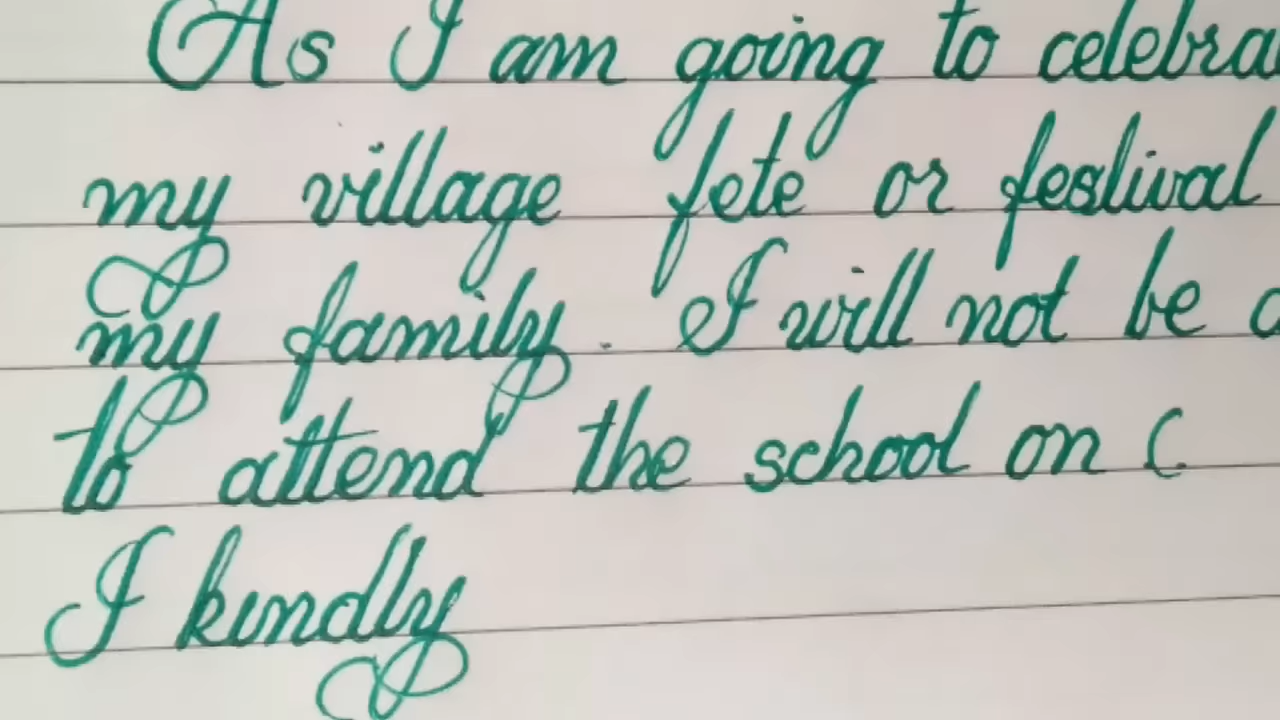 As I am going to celebra
my village fete or festival
my family. I will not be a
to attend the school on (
I kindly